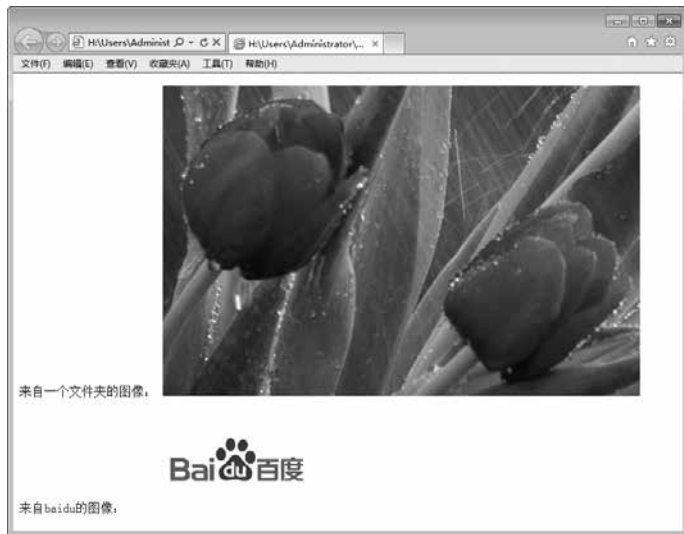 H:\Users\Administ
H:\Users\Administrator\...
文件(F) 编辑(E) 查看(V) 收藏夹(A) 工具(T) 帮助(H)
来自一个文件夹的图像:
Bai du 百度
来自baidu的图像: